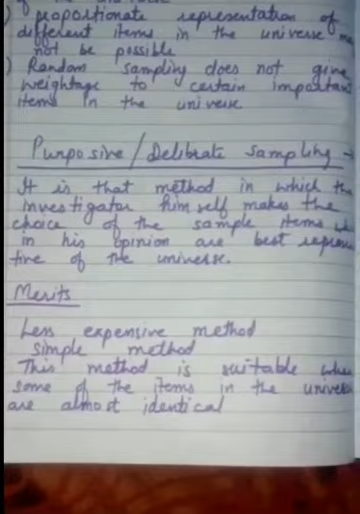 ) Proportionate representation of
different items in the universe
not be possible
) Random sampling does not give
weightage to certain important
items in the universe
Purposive / Deliberate Sampling
It is that method in which the
investigator him self makes the
choice of the sample items
in his opinion are best
tive of the universe.
Merits
Less expensive method
Simple method
This method is suitable when
some of the items in the universe
are almost identical